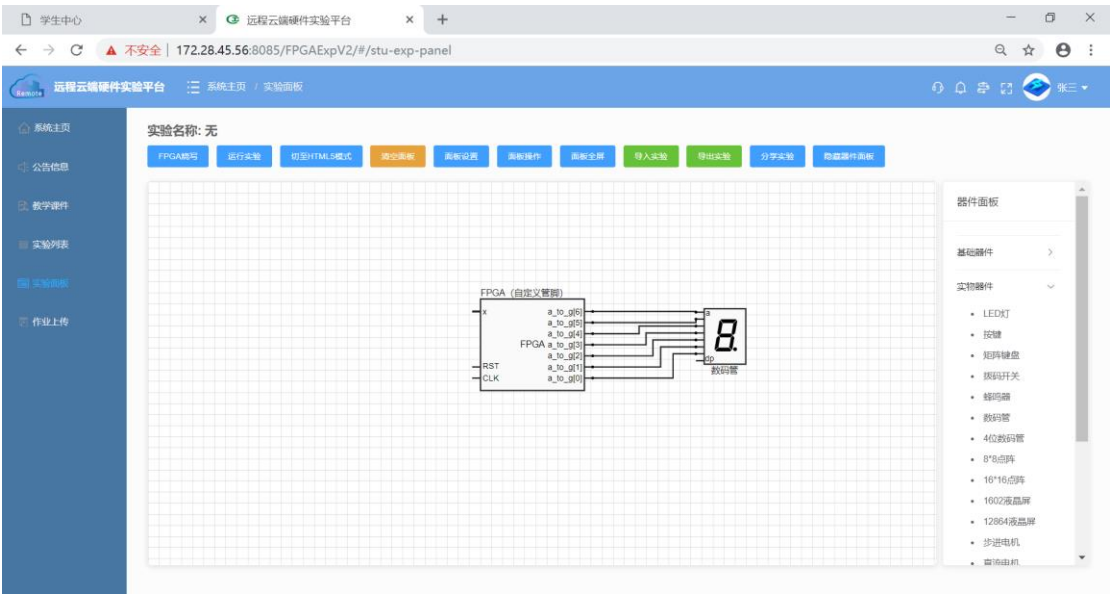 学生中心
远程云端硬件实验平台
不安全 | 172.28.45.56:8085/FPGAExpV2/#/stu-exp-panel
Remote
远程云端硬件实验平台
系统主页 / 实验面板
张三
系统主页
公告信息
教学课件
实验列表
实验面板
作业上传
实验名称: 无
FPGA烧写 运行实验 切至HTML5模式 清空面板 面板设置 面板操作 面板全屏 导入实验 导出实验 分享实验 隐藏器件面板
FPGA (自定义管脚)
x
a_to_g[6]
a_to_g[5]
a_to_g[4]
FPGA a_to_g[3]
a_to_g[2]
RST
a_to_g[1]
CLK
a_to_g[0]
a
8.
dp
数码管
器件面板
基础器件
实物器件
LED灯
按键
矩阵键盘
拨码开关
蜂鸣器
数码管
4位数码管
8*8点阵
16*16点阵
1602液晶屏
12864液晶屏
步进电机
直流电机